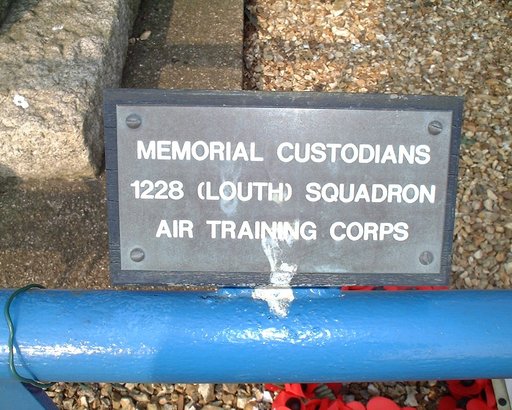 MEMORIAL CUSTODIANS
1228 (LOUTH) SQUADRON
AIR TRAINING CORPS